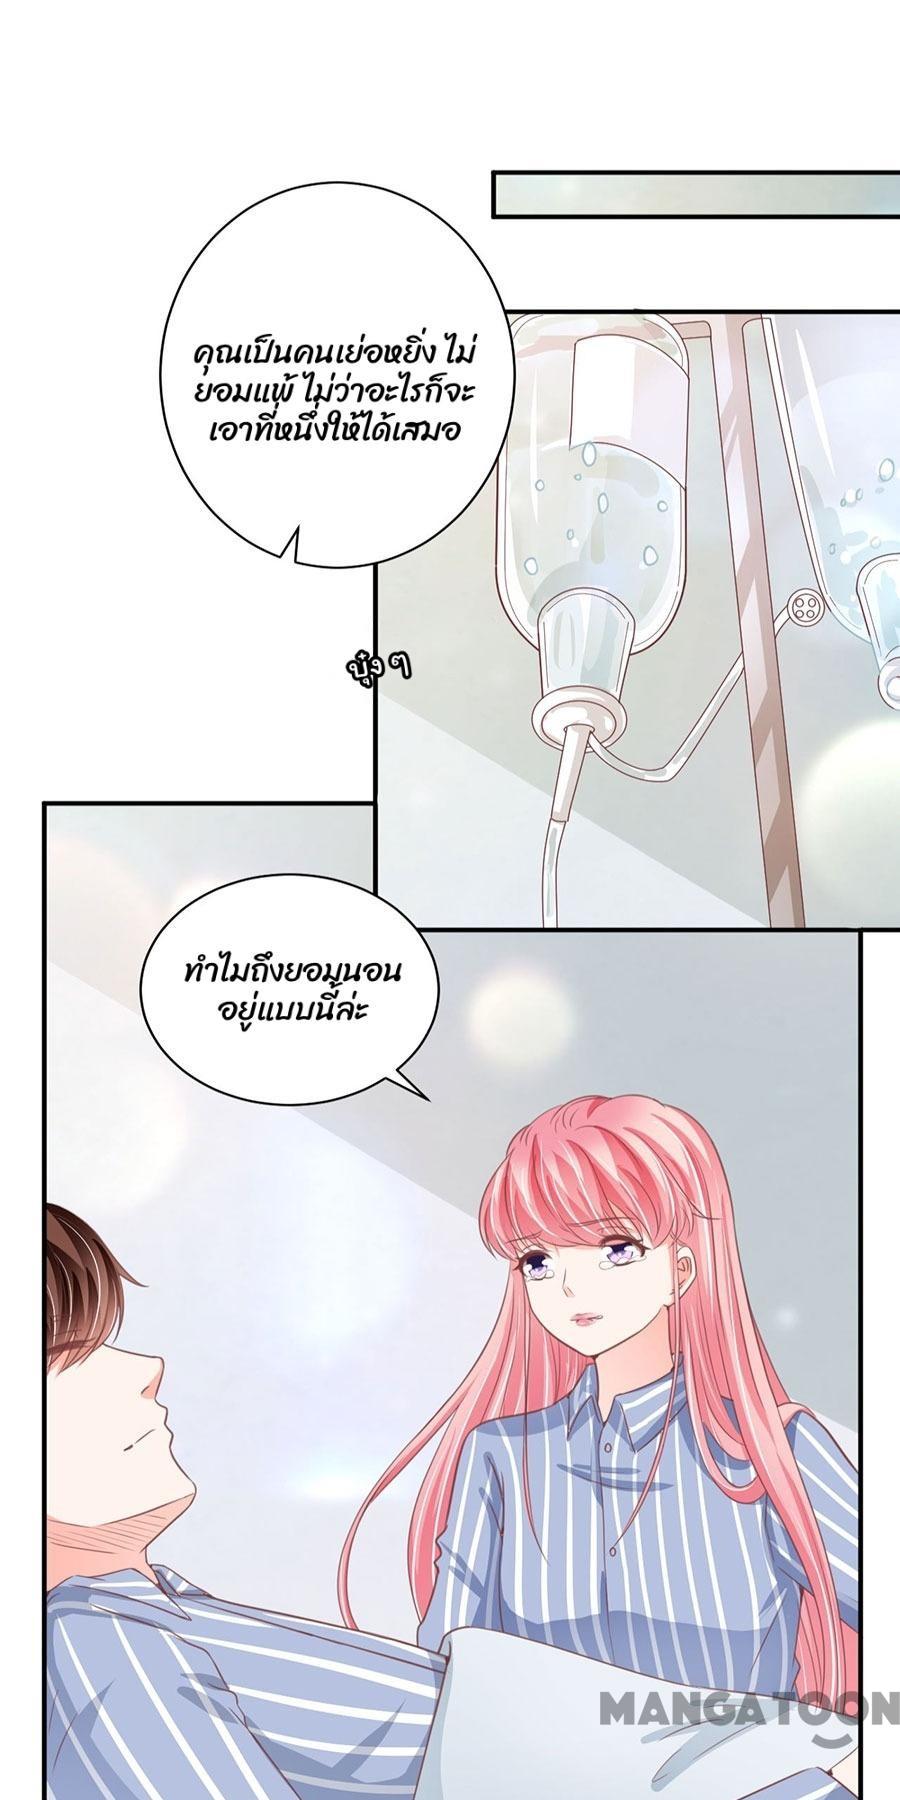 คุณเป็นคนเย่อหยิ่ง ไม่
ยอมแพ้ ไม่ว่าอะไรก็จะ
เอาที่หนึ่งให้ได้เสมอ
บุ๋ง ๆ
ทำไมถึงยอมนอน
อยู่แบบนี้ล่ะ
MANGATOON